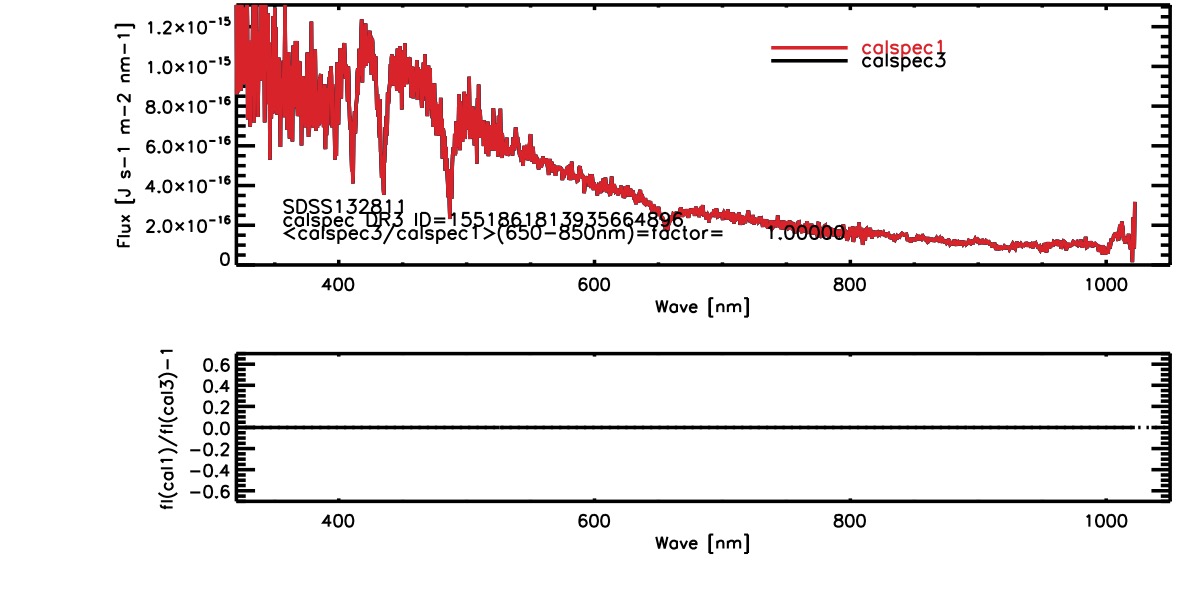 Flux [J s-1 m-2 nm-1]
1.2×10-15
1.0×10-15
8.0×10-16
6.0×10-16
4.0×10-16
2.0×10-16
0
calspec1
calspec3
SDSS132811
calspec DR3 ID=1551861813935664896
<calspec3/calspec1>(650-850nm)=factor= 1.00000
400 600 800 1000
Wave [nm]
fl(cal1)/fl(cal3)-1
0.6
0.4
0.2
0.0
-0.2
-0.4
-0.6
400 600 800 1000
Wave [nm]